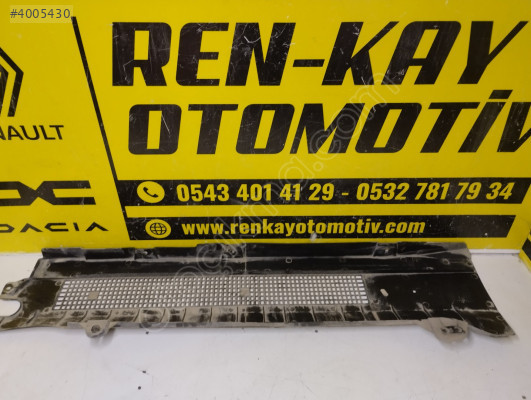 #4005430
REN-KAY
OTOMOTİV
RENAULT
DACIA
0543 401 41 29 - 0532 781 79 34
www.renkayotomotiv.com